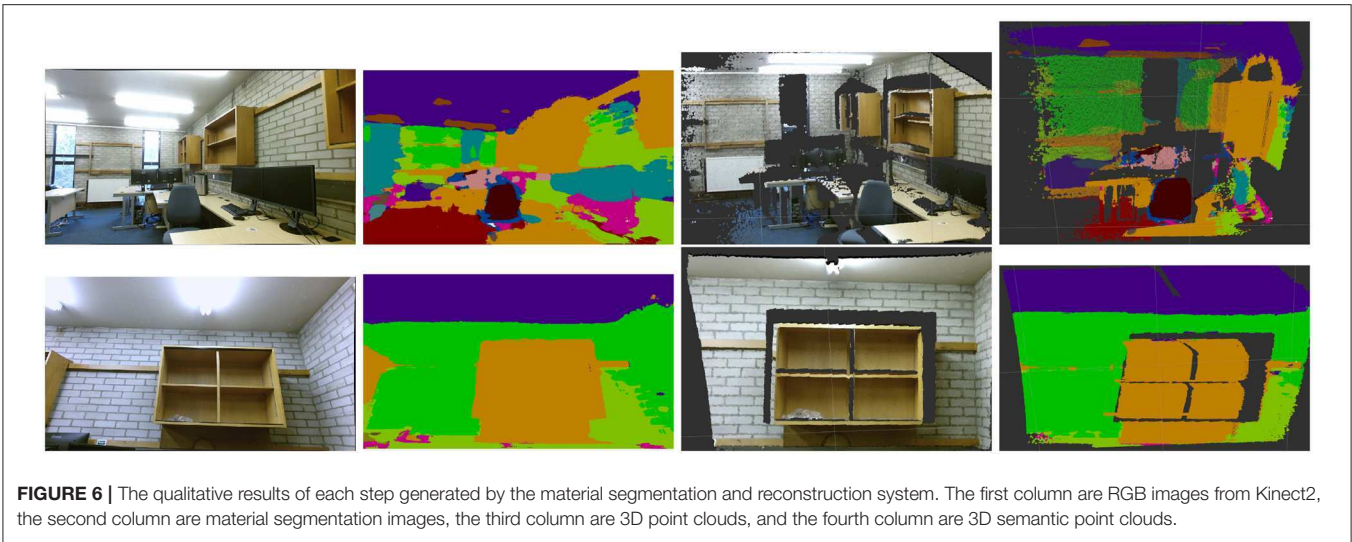 FIGURE 6 | The qualitative results of each step generated by the material segmentation and reconstruction system. The first column are RGB images from Kinect2,
the second column are material segmentation images, the third column are 3D point clouds, and the fourth column are 3D semantic point clouds.